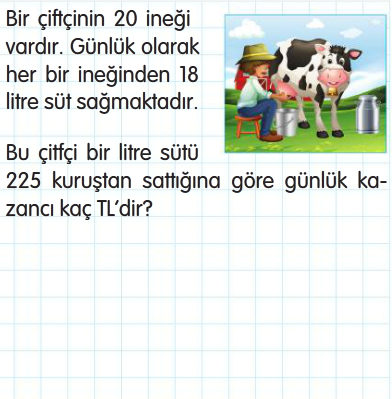 Bir çiftçinin 20 ineği
vardır. Günlük olarak
her bir ineğinden 18
litre süt sağmaktadır.
Bu çitfçi bir litre sütü
225 kuruştan sattığına göre günlük ka-
zancı kaç TL'dir?